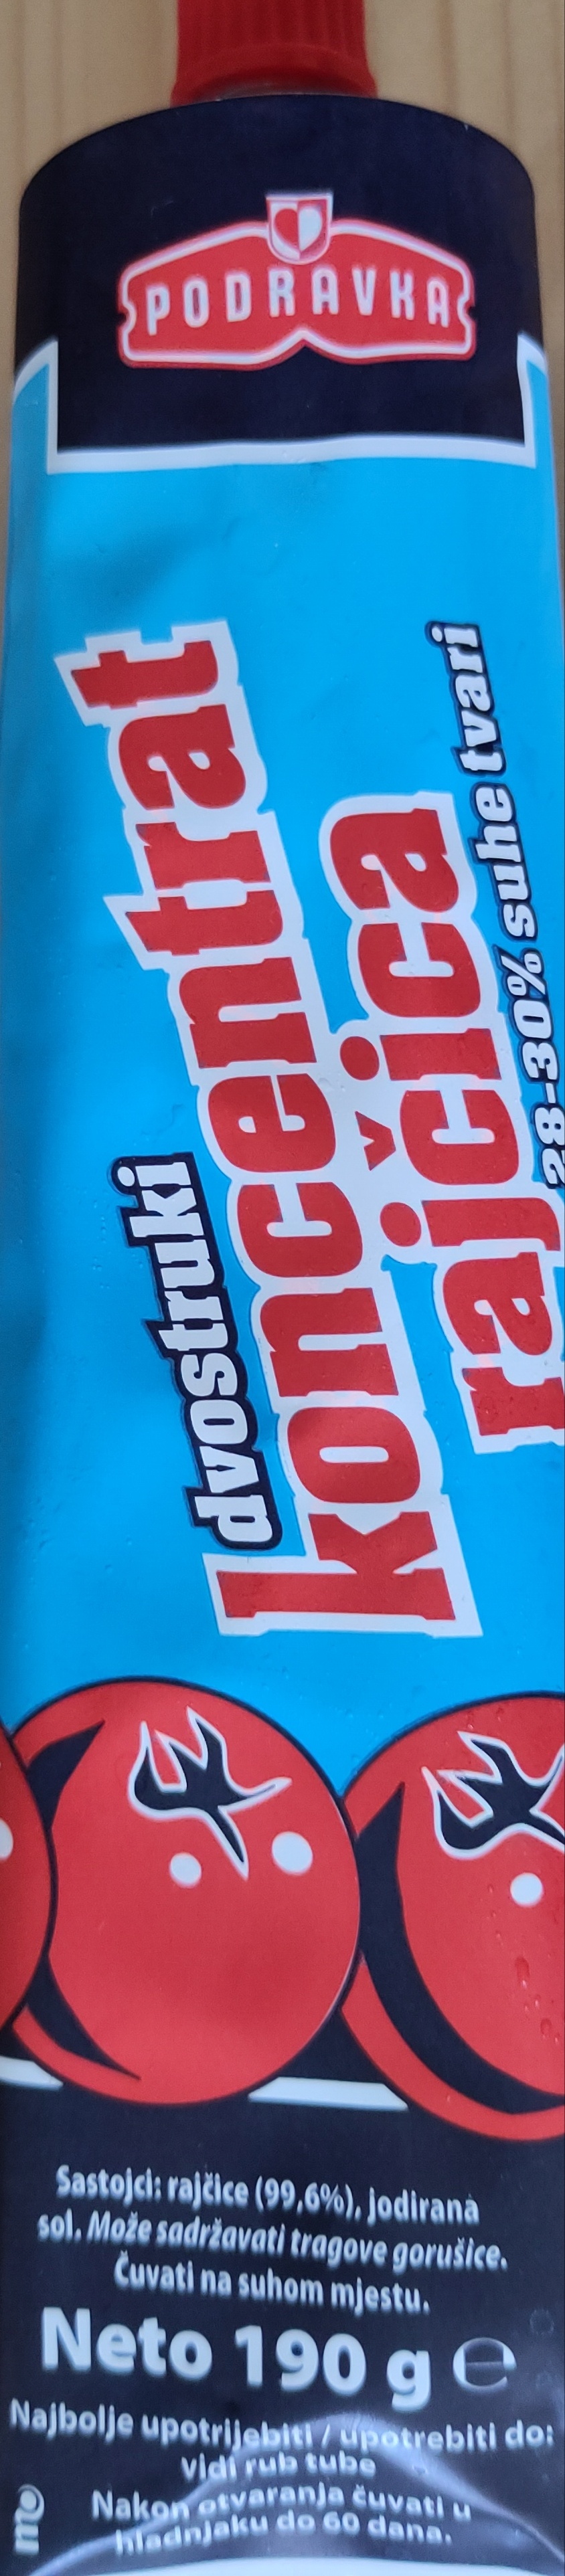 PODRAVKA
dvostruki
koncentrat
rajčica
28-30% suhe tvari
Sastojci: rajčice (99,6%), jodirana
sol. Može sadržavati tragove gorušice.
Čuvati na suhom mjestu.
Neto 190 g ℮
Najbolje upotrijebiti / upotrebiti do:
vidi rub tube
Nakon otvaranja čuvati u
hladnjaku do 60 dana.